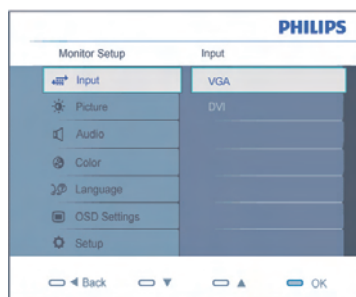 PHILIPS
Monitor Setup Input
Input VGA
Picture DVI
Audio
Color
Language
OSD Settings
Setup
Back OK